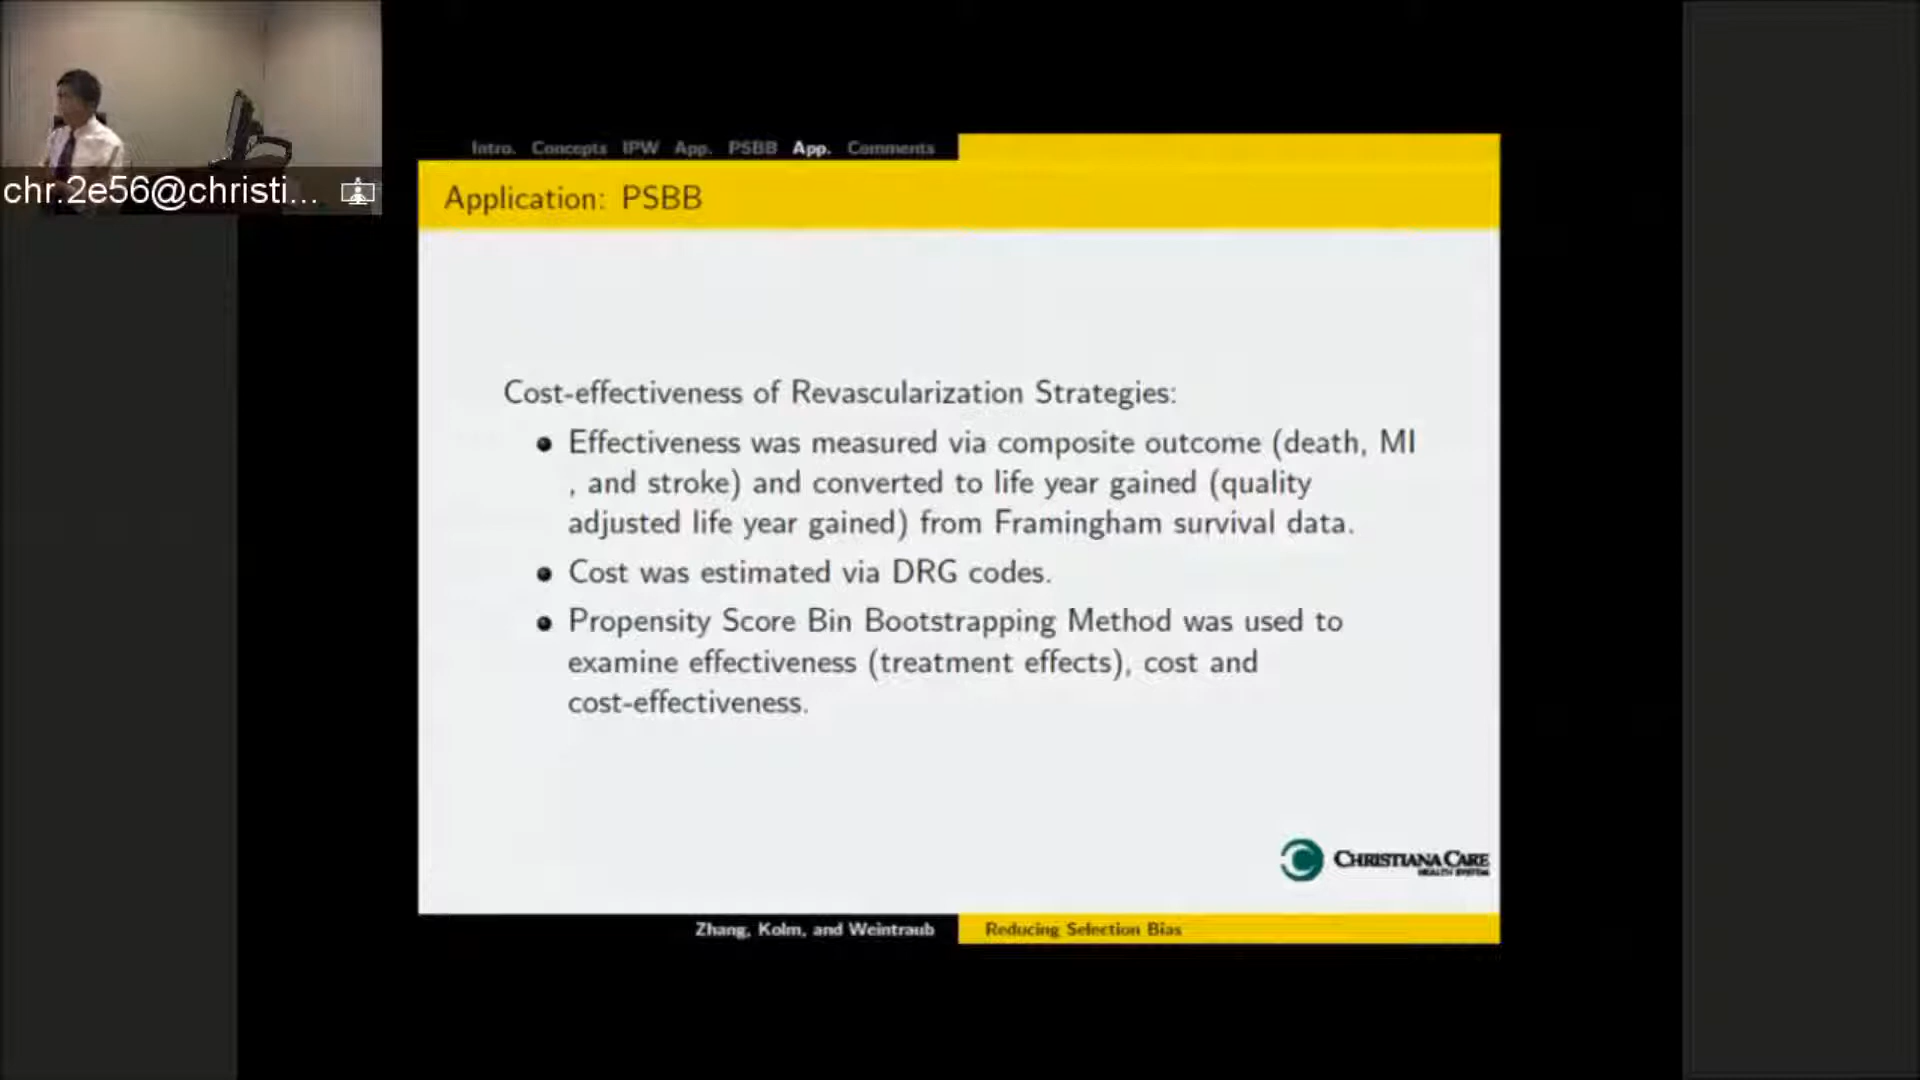 chr.2e56@christi...
Intro. Concepts IPW App. PSBB App. Comments
Application: PSBB
Cost-effectiveness of Revascularization Strategies:
Effectiveness was measured via composite outcome (death, MI
, and stroke) and converted to life year gained (quality
adjusted life year gained) from Framingham survival data.
Cost was estimated via DRG codes.
Propensity Score Bin Bootstrapping Method was used to
examine effectiveness (treatment effects), cost and
cost-effectiveness.
CHRISTIANA CARE
HEALTH SYSTEM
Zhang, Kolm, and Weintraub
Reducing Selection Bias